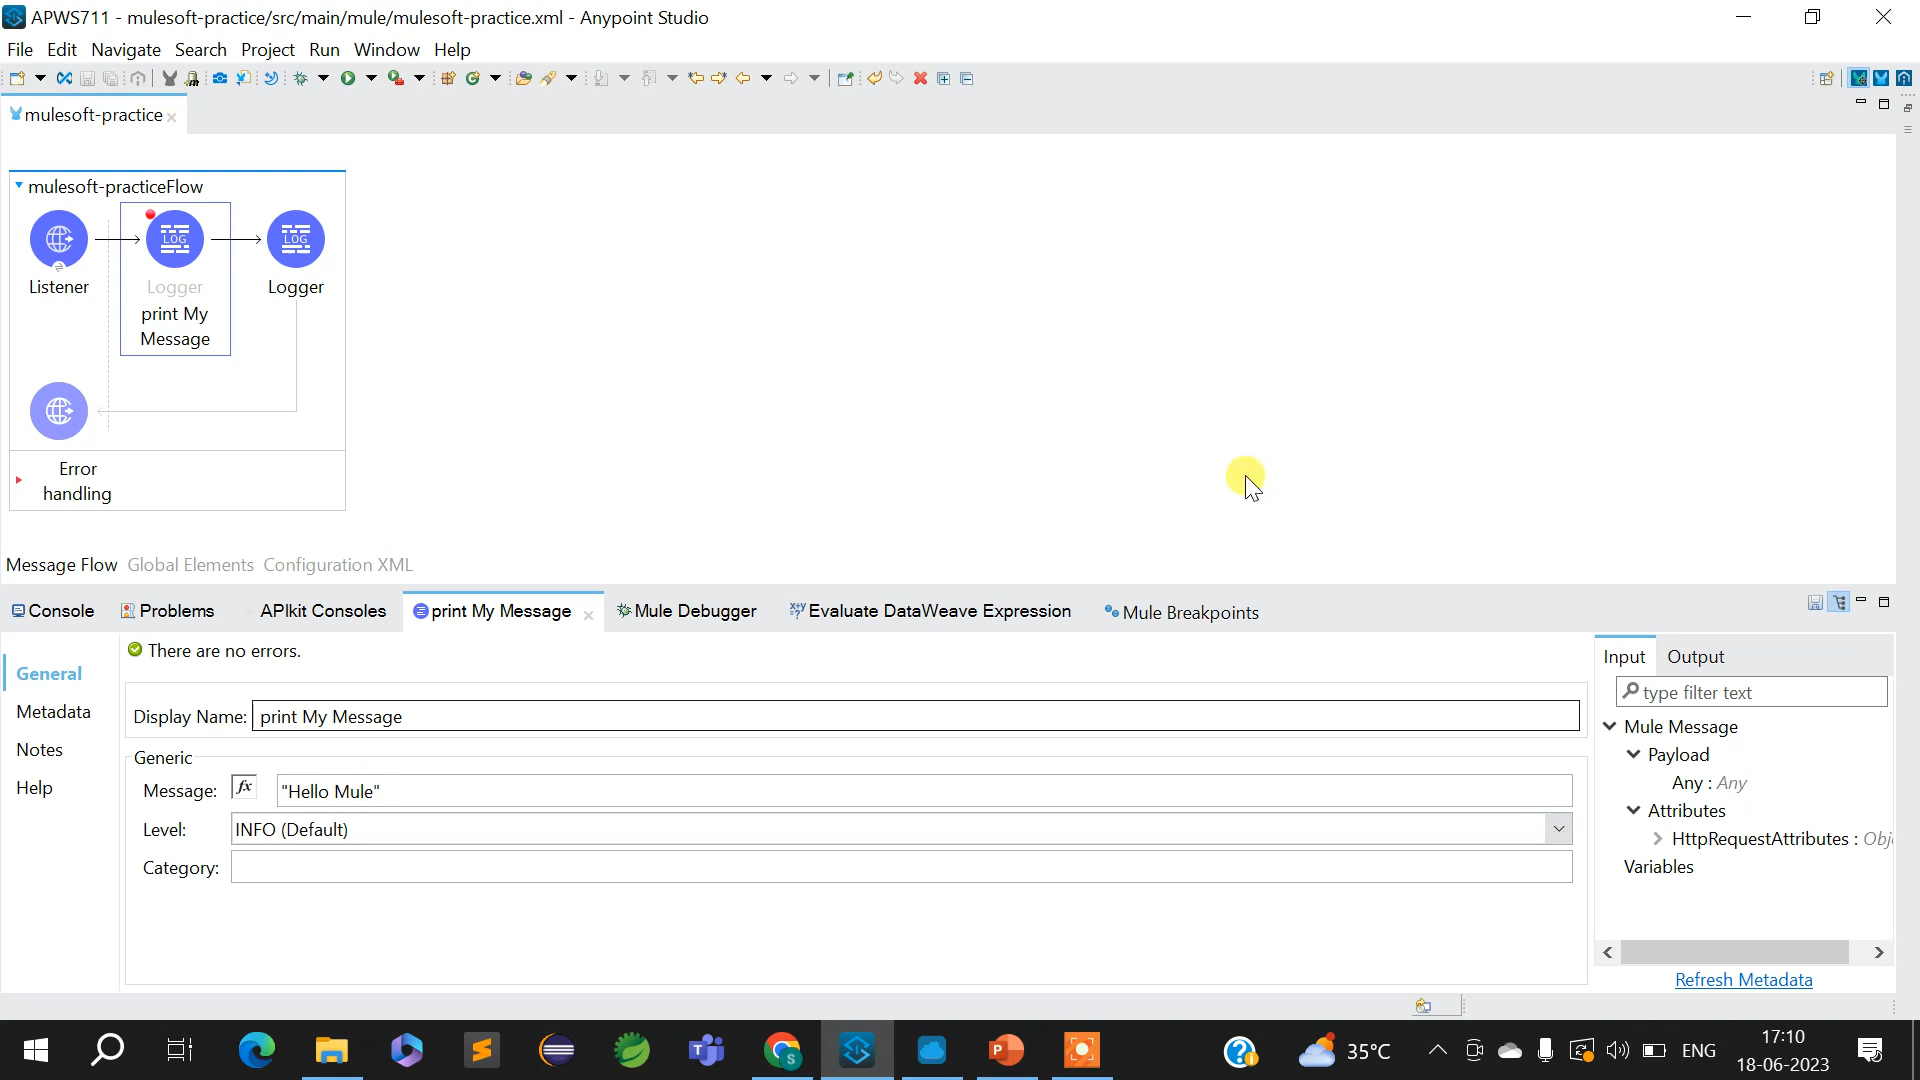 APWS711 - mulesoft-practice/src/main/mule/mulesoft-practice.xml - Anypoint Studio
File Edit Navigate Search Project Run Window Help
mulesoft-practice
mulesoft-practiceFlow
LOG LOG
Listener Logger Logger
print My
Message
Error
handling
Message Flow Global Elements Configuration XML
Console Problems APIkit Consoles print My Message Mule Debugger Evaluate DataWeave Expression Mule Breakpoints
There are no errors.
General
Metadata
Notes
Help
Display Name: print My Message
Generic
Message: fx "Hello Mule"
Level: INFO (Default)
Category:
Input Output
type filter text
Mule Message
Payload
Any : Any
Attributes
HttpRequestAttributes : Obj
Variables
Refresh Metadata
35°C ENG 17:10
18-06-2023